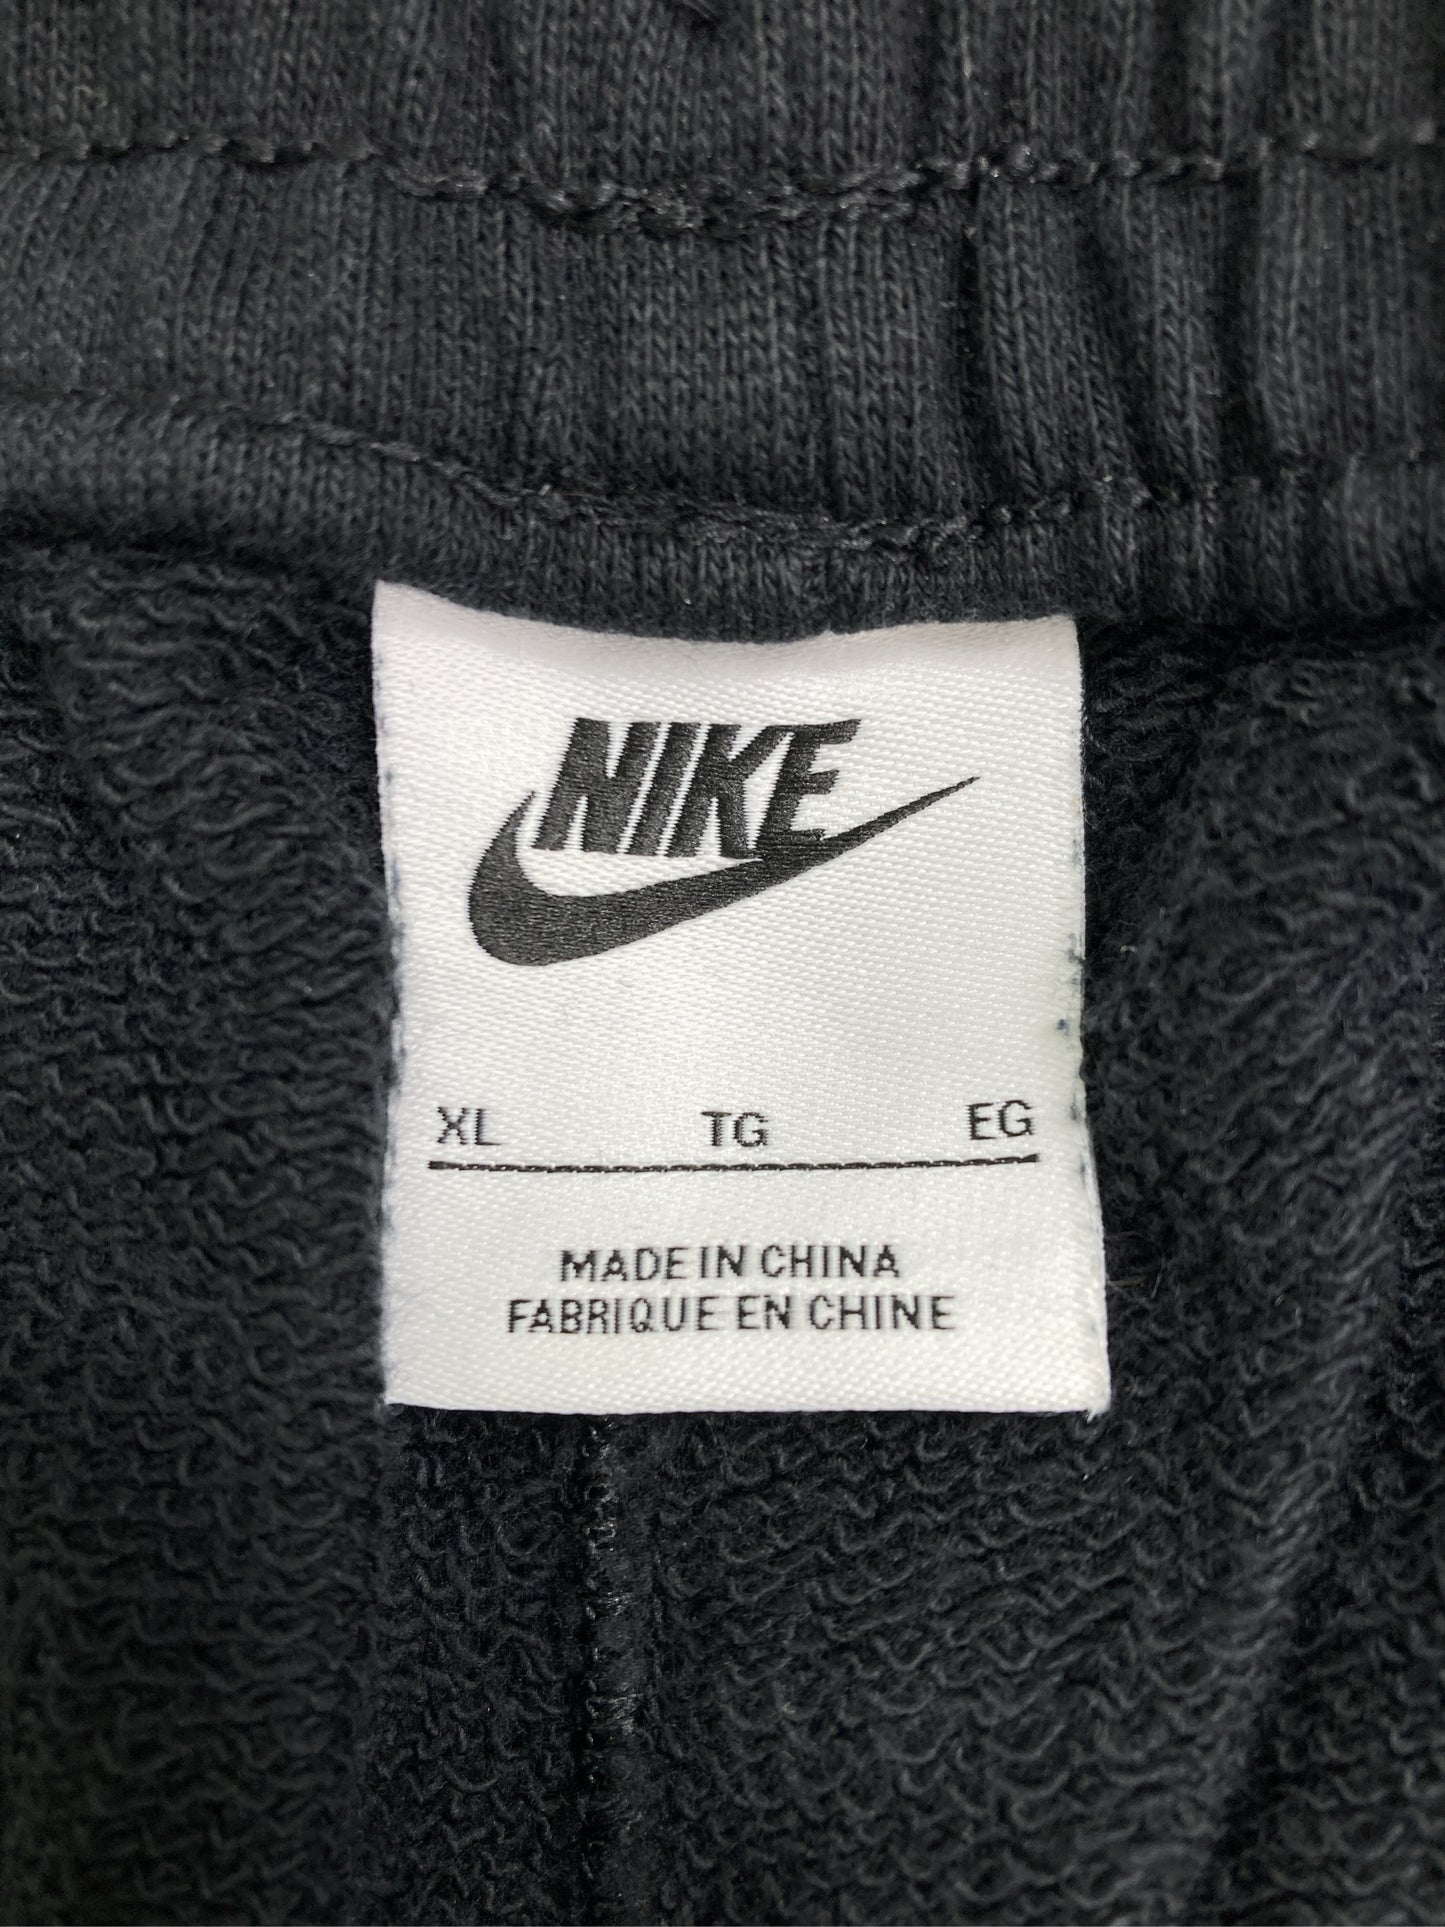 NIKE
XL TG EG
MADE IN CHINA
FABRIQUE EN CHINE